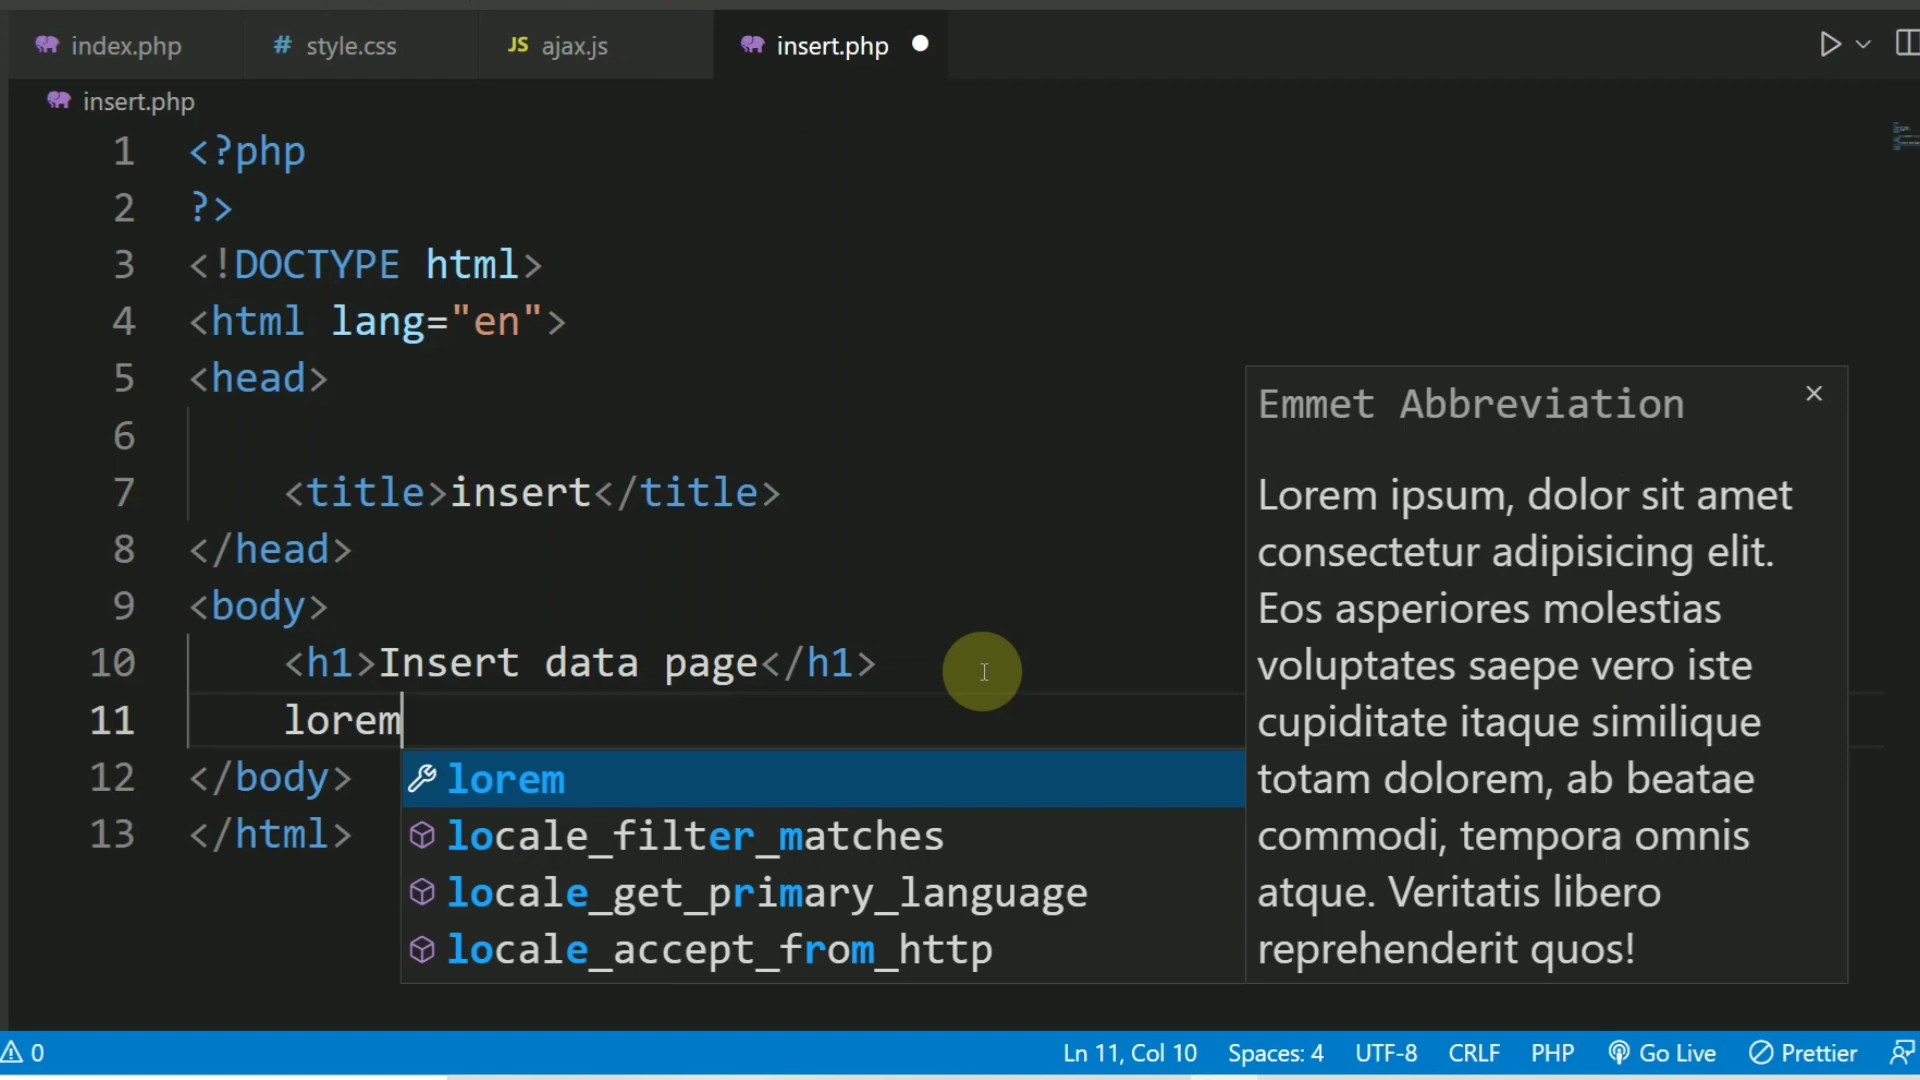 index.php
# style.css
JS ajax.js
insert.php
insert.php
1 <?php
2 ?>
3 <!DOCTYPE html>
4 <html lang="en">
5 <head>
6
7 <title>insert</title>
8 </head>
9 <body>
10 <h1>Insert data page</h1>
11 lorem
12 </body>
13 </html>
lorem
locale_filter_matches
locale_get_primary_language
locale_accept_from_http
Emmet Abbreviation
Lorem ipsum, dolor sit amet
consectetur adipisicing elit.
Eos asperiores molestias
voluptates saepe vero iste
cupiditate itaque similique
totam dolorem, ab beatae
commodi, tempora omnis
atque. Veritatis libero
reprehenderit quos!
0
Ln 11, Col 10
Spaces: 4
UTF-8
CRLF
PHP
Go Live
Prettier